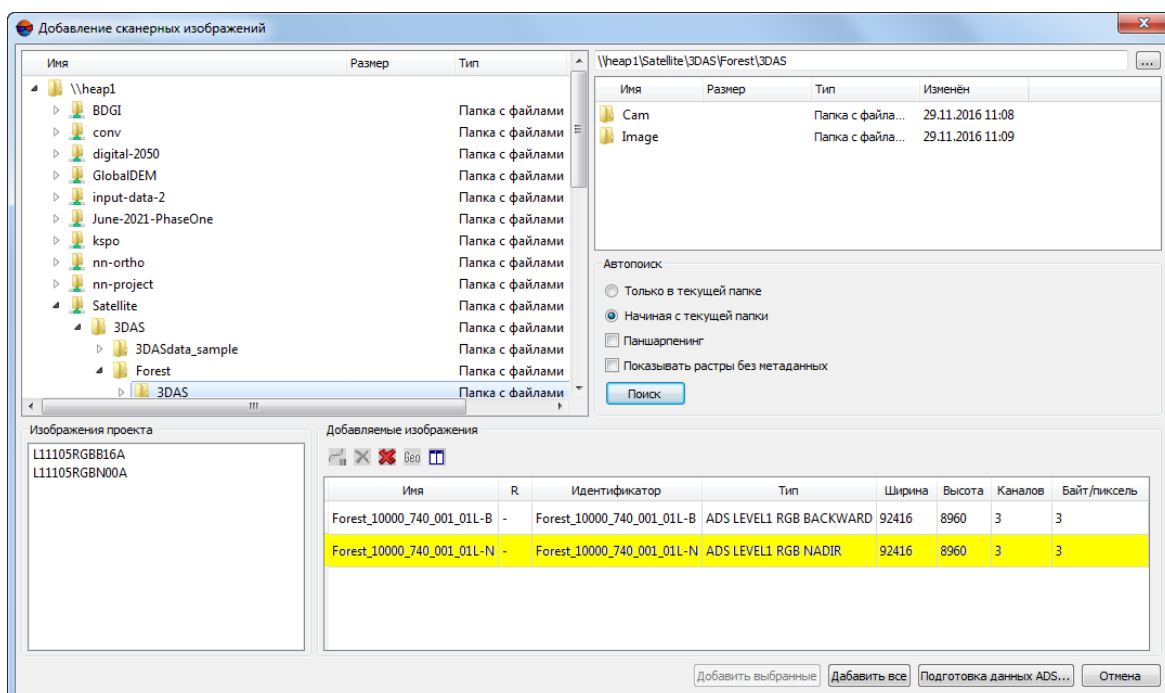 Добавление сканерных изображений
Имя Размер Тип
\\heap1
BDGI Папка с файлами
conv Папка с файлами
digital-2050 Папка с файлами
GlobalDEM Папка с файлами
input-data-2 Папка с файлами
June-2021-PhaseOne Папка с файлами
kspo Папка с файлами
nn-ortho Папка с файлами
nn-project Папка с файлами
Satellite Папка с файлами
3DAS Папка с файлами
3DASdata_sample Папка с файлами
Forest Папка с файлами
3DAS Папка с файлами
\\heap1\Satellite\3DAS\Forest\3DAS ...
Имя Размер Тип Изменён
Cam Папка с файла... 29.11.2016 11:08
Image Папка с файла... 29.11.2016 11:09
Автопоиск
Только в текущей папке
Начиная с текущей папки
Паншарпенинг
Показывать растры без метаданных
Поиск
Изображения проекта
L11105RGBB16A
L11105RGBN00A
Добавляемые изображения
Geo
Имя R Идентификатор Тип Ширина Высота Каналов Байт/пиксель
Forest_10000_740_001_01L-B - Forest_10000_740_001_01L-B ADS LEVEL1 RGB BACKWARD 92416 8960 3 3
Forest_10000_740_001_01L-N - Forest_10000_740_001_01L-N ADS LEVEL1 RGB NADIR 92416 8960 3 3
Добавить выбранные Дабавить все Подготовка данных ADS... Отмена